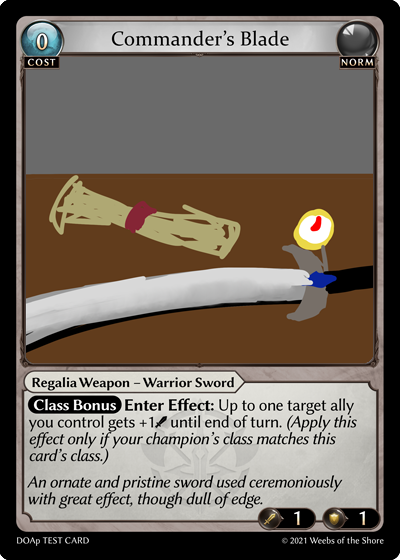 0
Commander's Blade
COST
NORM
Regalia Weapon – Warrior Sword
Class Bonus Enter Effect: Up to one target ally
you control gets +1 until end of turn. (Apply this
effect only if your champion's class matches this
card's class.)
An ornate and pristine sword used ceremoniously
with great effect, though dull of edge.
1
1
DOAp TEST CARD
© 2021 Weebs of the Shore